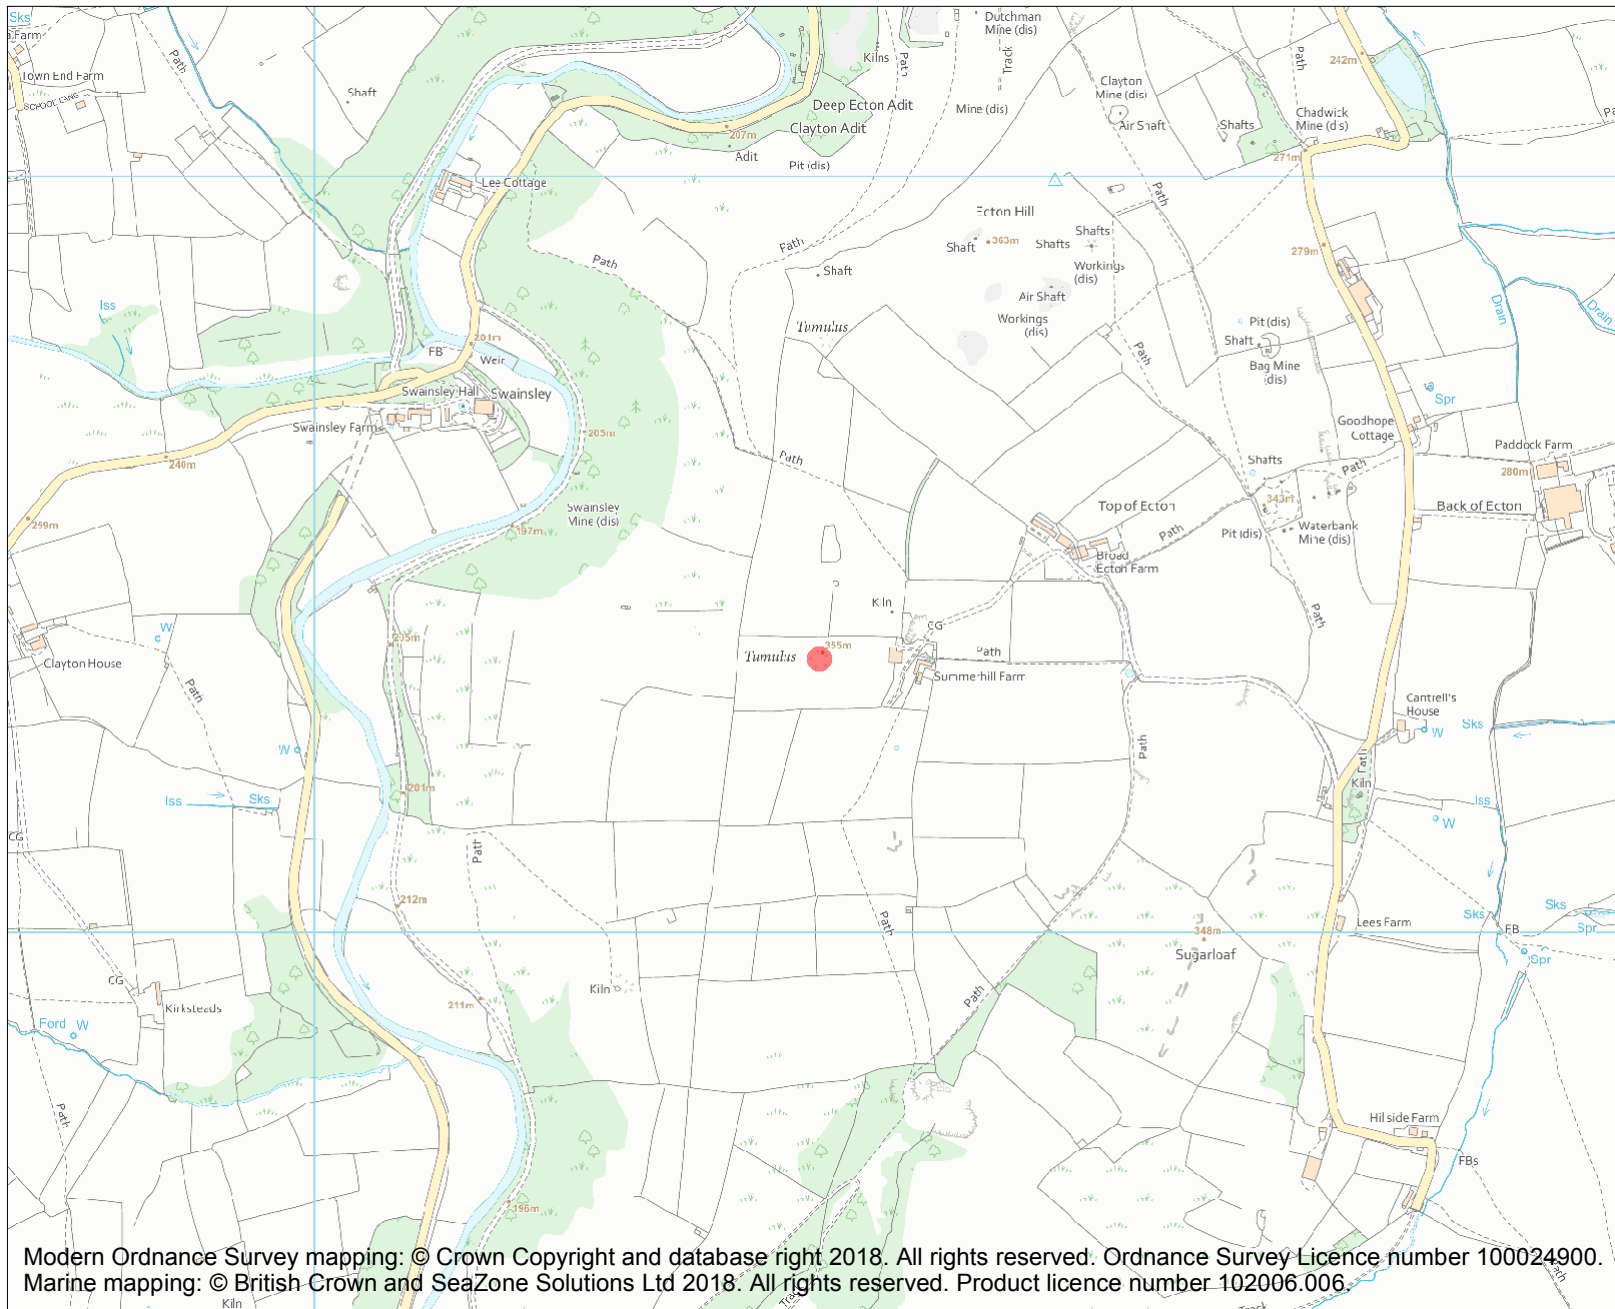 Sks
a Farm
Town End Farm
SCHOOL LANE
Path
Shaft
Dutchman
Mine (dis)
Kilns
Path
Track
Path
242m
Clayton
Mine (dis)
Deep Ecton Adit
Mine (dis)
Clayton Adit
207m
Air Shaft
Shafts
Chadwick
Mine (dis)
Adit
Pit (dis)
271m
Lee Cottage
Path
Ecton Hill
363m
Shaft
Shafts
Shafts
Path
279m
Path
Shaft
Workings
(dis)
Air Shaft
Workings
(dis)
Iss
Drain
Drain
Tumulus
Pit (dis)
Shaft
Bag Mine
(dis)
Path
201m
FB
Weir
Swainsley Hall
Swainsley
Swainsley Farm
Spr
Goodhope
Cottage
205m
240m
Path
Shafts
Path
Paddock Farm
280m
259m
197m
Swainsley
Mine (dis)
Top of Ecton
343m
Back of Ecton
Path
Pit (dis)
Waterbank
Mine (dis)
Broad
Ecton Farm
Kiln
Path
W
CG
205m
355m
Tumulus
Path
Summerhill Farm
Clayton House
Path
Cantrell's
House
Sks
W
W
Path
Path
Kiln
201m
Iss
Sks
Iss
W
CG
Path
212m
Path
Sks
Sks
Spr
Lees Farm
348m
Sugarloaf
FB
Spr
CG
Kirksteads
Kiln
211m
Path
Ford
W
Path
Hillside Farm
FBs
196m
Modern Ordnance Survey mapping: © Crown Copyright and database right 2018. All rights reserved. Ordnance Survey Licence number 100024900.
Marine mapping: © British Crown and SeaZone Solutions Ltd 2018. All rights reserved. Product licence number 102006.006.
Kiln
Track
Track
Path